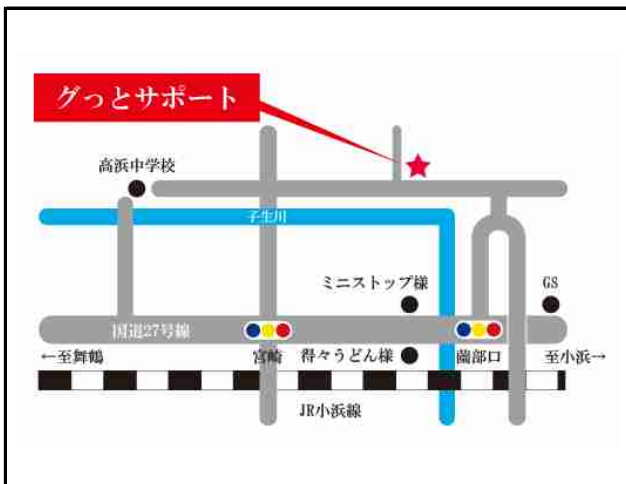 グっとサポート
高浜中学校
子生川
ミニストップ様
GS
国道27号線
←至舞鶴
宮崎
得々うどん様
薗部口
至小浜→
JR小浜線